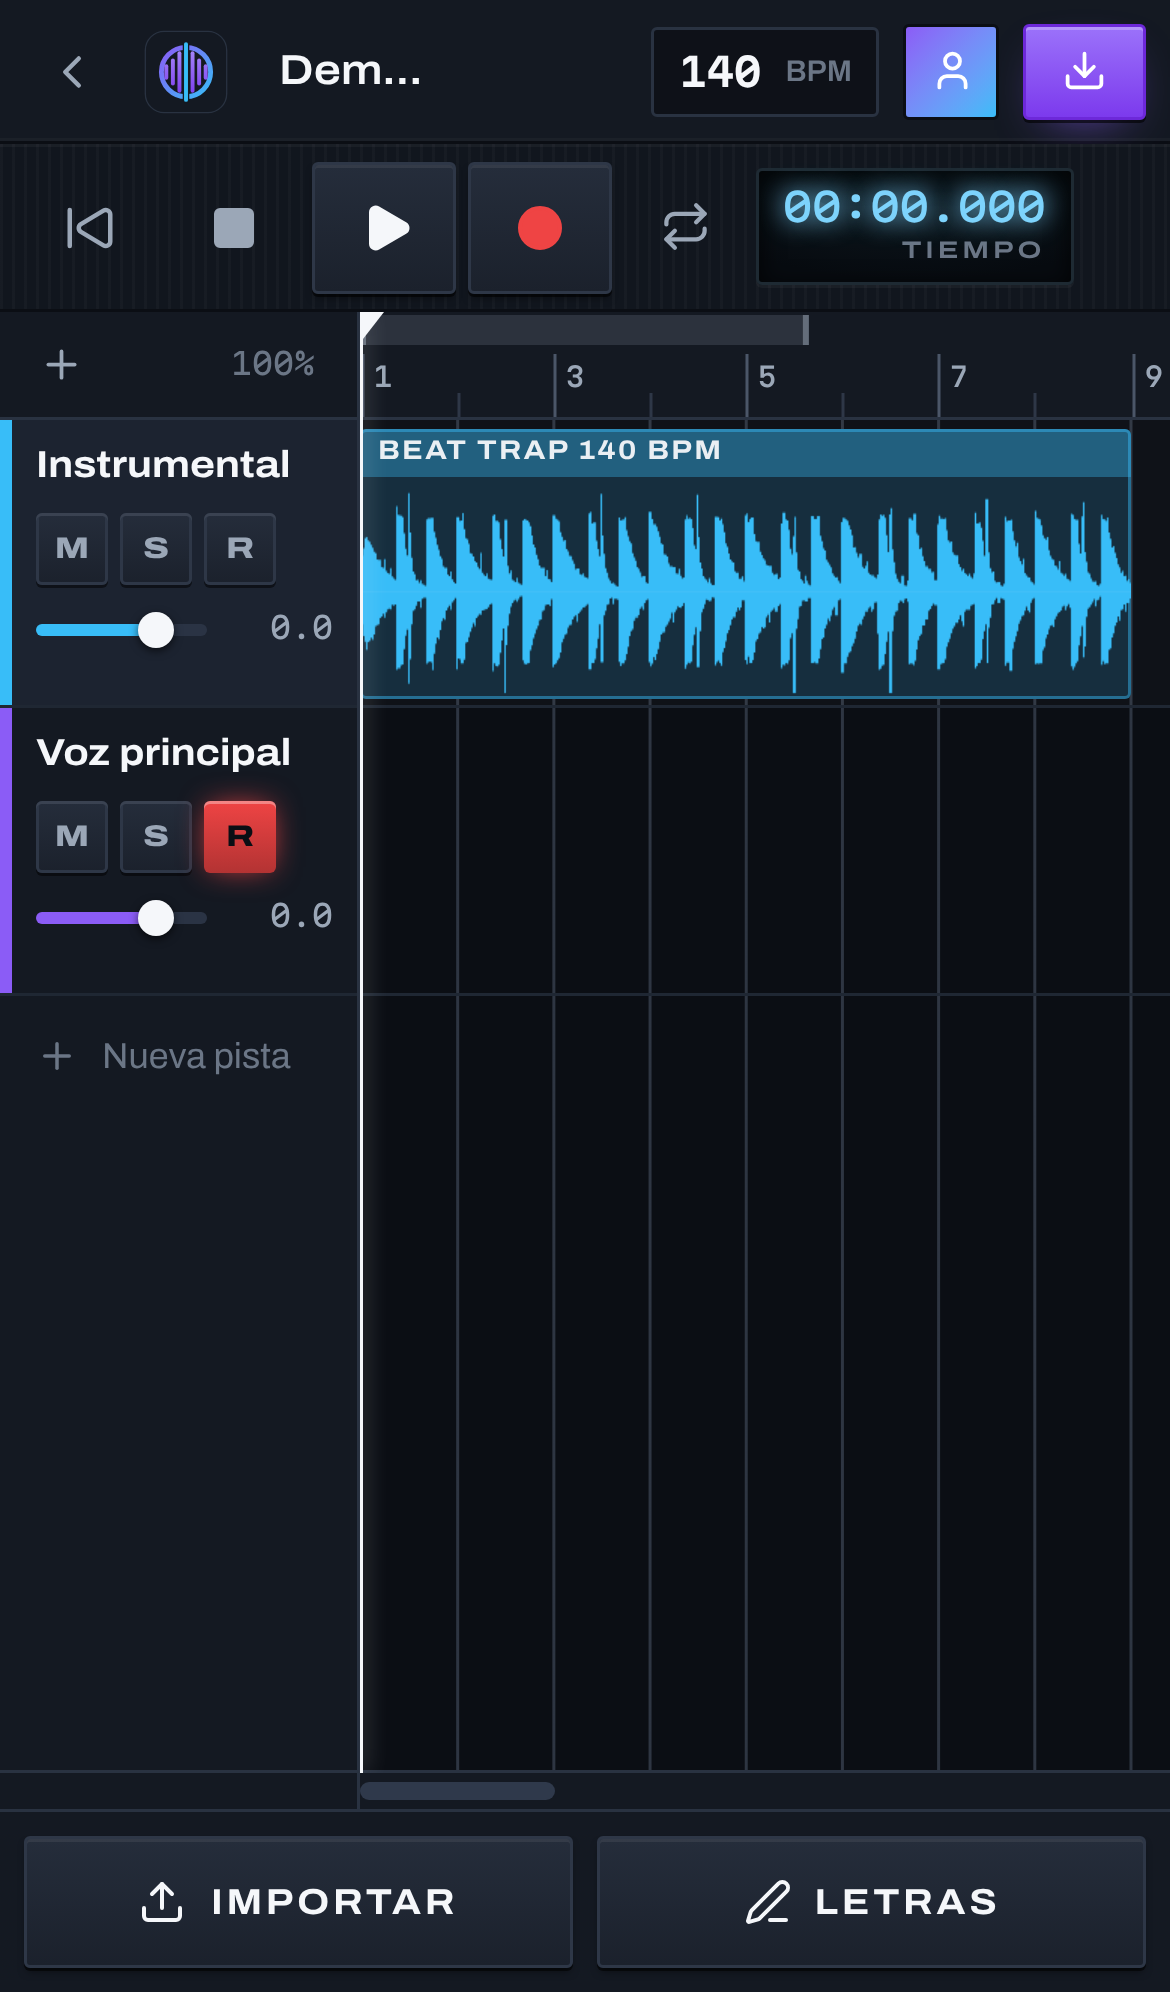 Dem...
140 BPM
00:00.000
TIEMPO
100%
1 3 5 7 9
Instrumental
BEAT TRAP 140 BPM
M S R
0.0
Voz principal
M S R
0.0
Nueva pista
IMPORTAR
LETRAS